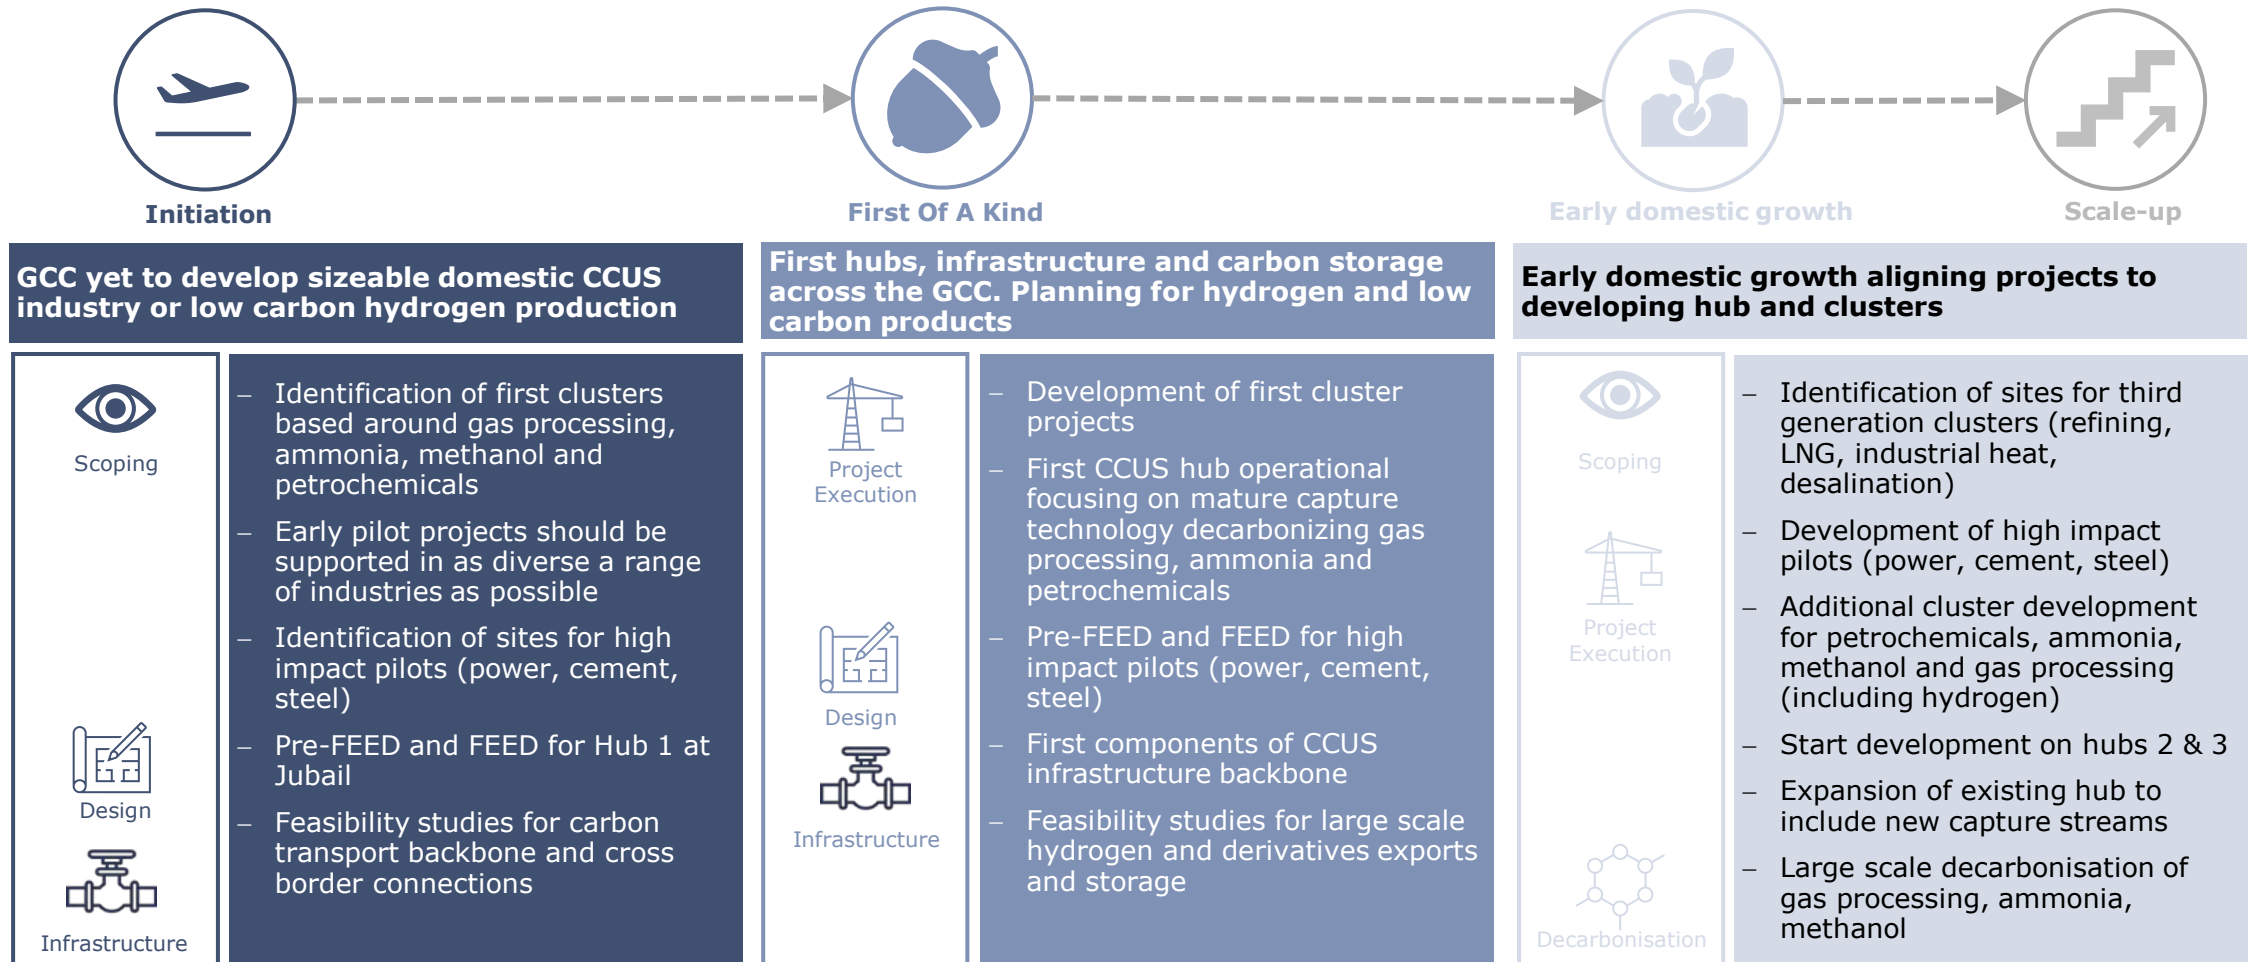 Initiation
First Of A Kind
Early domestic growth
Scale-up
GCC yet to develop sizeable domestic CCUS
industry or low carbon hydrogen production
Scoping
Design
Infrastructure
– Identification of first clusters
based around gas processing,
ammonia, methanol and
petrochemicals
– Early pilot projects should be
supported in as diverse a range
of industries as possible
– Identification of sites for high
impact pilots (power, cement,
steel)
– Pre-FEED and FEED for Hub 1 at
Jubail
– Feasibility studies for carbon
transport backbone and cross
border connections
First hubs, infrastructure and carbon storage
across the GCC. Planning for hydrogen and low
carbon products
Project
Execution
Design
Infrastructure
– Development of first cluster
projects
– First CCUS hub operational
focusing on mature capture
technology decarbonizing gas
processing, ammonia and
petrochemicals
– Pre-FEED and FEED for high
impact pilots (power, cement,
steel)
– First components of CCUS
infrastructure backbone
– Feasibility studies for large scale
hydrogen and derivatives exports
and storage
Early domestic growth aligning projects to
developing hub and clusters
Scoping
Project
Execution
Decarbonisation
– Identification of sites for third
generation clusters (refining,
LNG, industrial heat,
desalination)
– Development of high impact
pilots (power, cement, steel)
– Additional cluster development
for petrochemicals, ammonia,
methanol and gas processing
(including hydrogen)
– Start development on hubs 2 & 3
– Expansion of existing hub to
include new capture streams
– Large scale decarbonisation of
gas processing, ammonia,
methanol